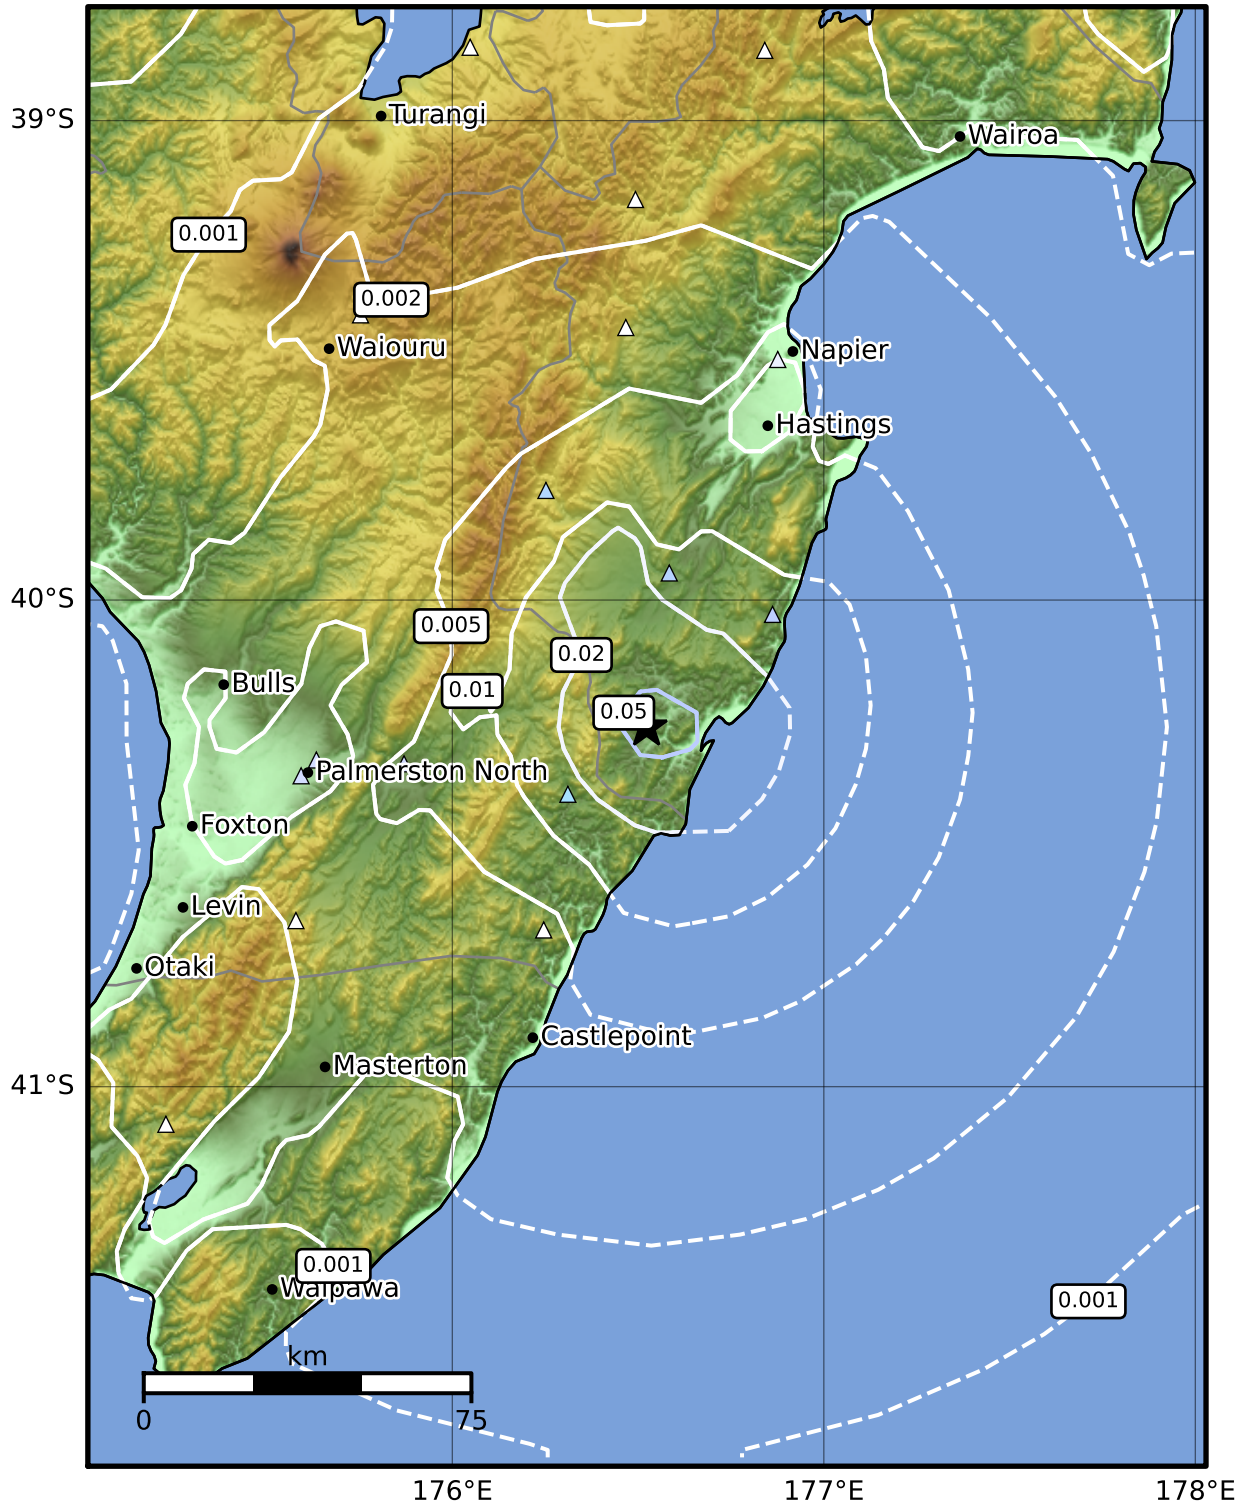 39°S
Turangi
Wairoa
0.001
0.002
Waiouru
Napier
Hastings
40°S
0.005
0.02
0.01
Bulls
0.05
Palmerston North
Foxton
Levin
Otaki
Castlepoint
Masterton
41°S
0.001
Waipawa
0.001
km
0 75
176°E 177°E 178°E